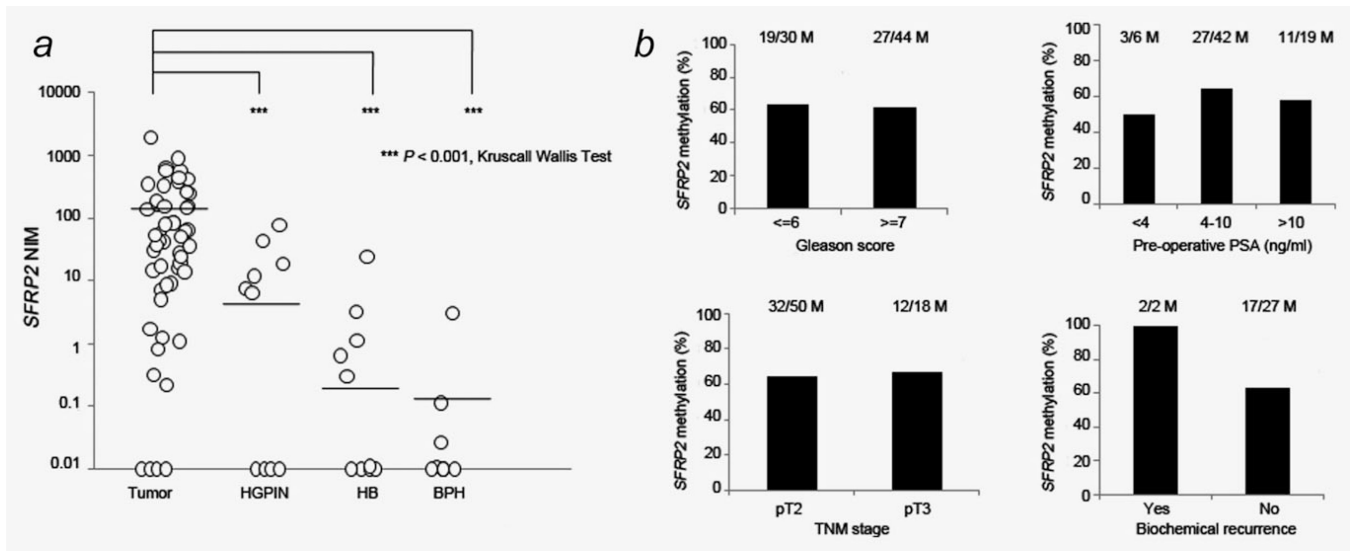 a
***
***
***
*** P < 0.001, Kruscall Wallis Test
SFRP2 NIM
10000
1000
100
10
1
0.1
0.01
Tumor
HGPIN
HB
BPH
b
19/30 M
27/44 M
SFRP2 methylation (%)
100
80
60
40
20
0
<=6
>=7
Gleason score
3/6 M
27/42 M
11/19 M
SFRP2 methylation (%)
100
80
60
40
20
0
<4
4-10
>10
Pre-operative PSA (ng/ml)
32/50 M
12/18 M
SFRP2 methylation (%)
100
80
60
40
20
0
pT2
pT3
TNM stage
2/2 M
17/27 M
SFRP2 methylation (%)
100
80
60
40
20
0
Yes
No
Biochemical recurrence